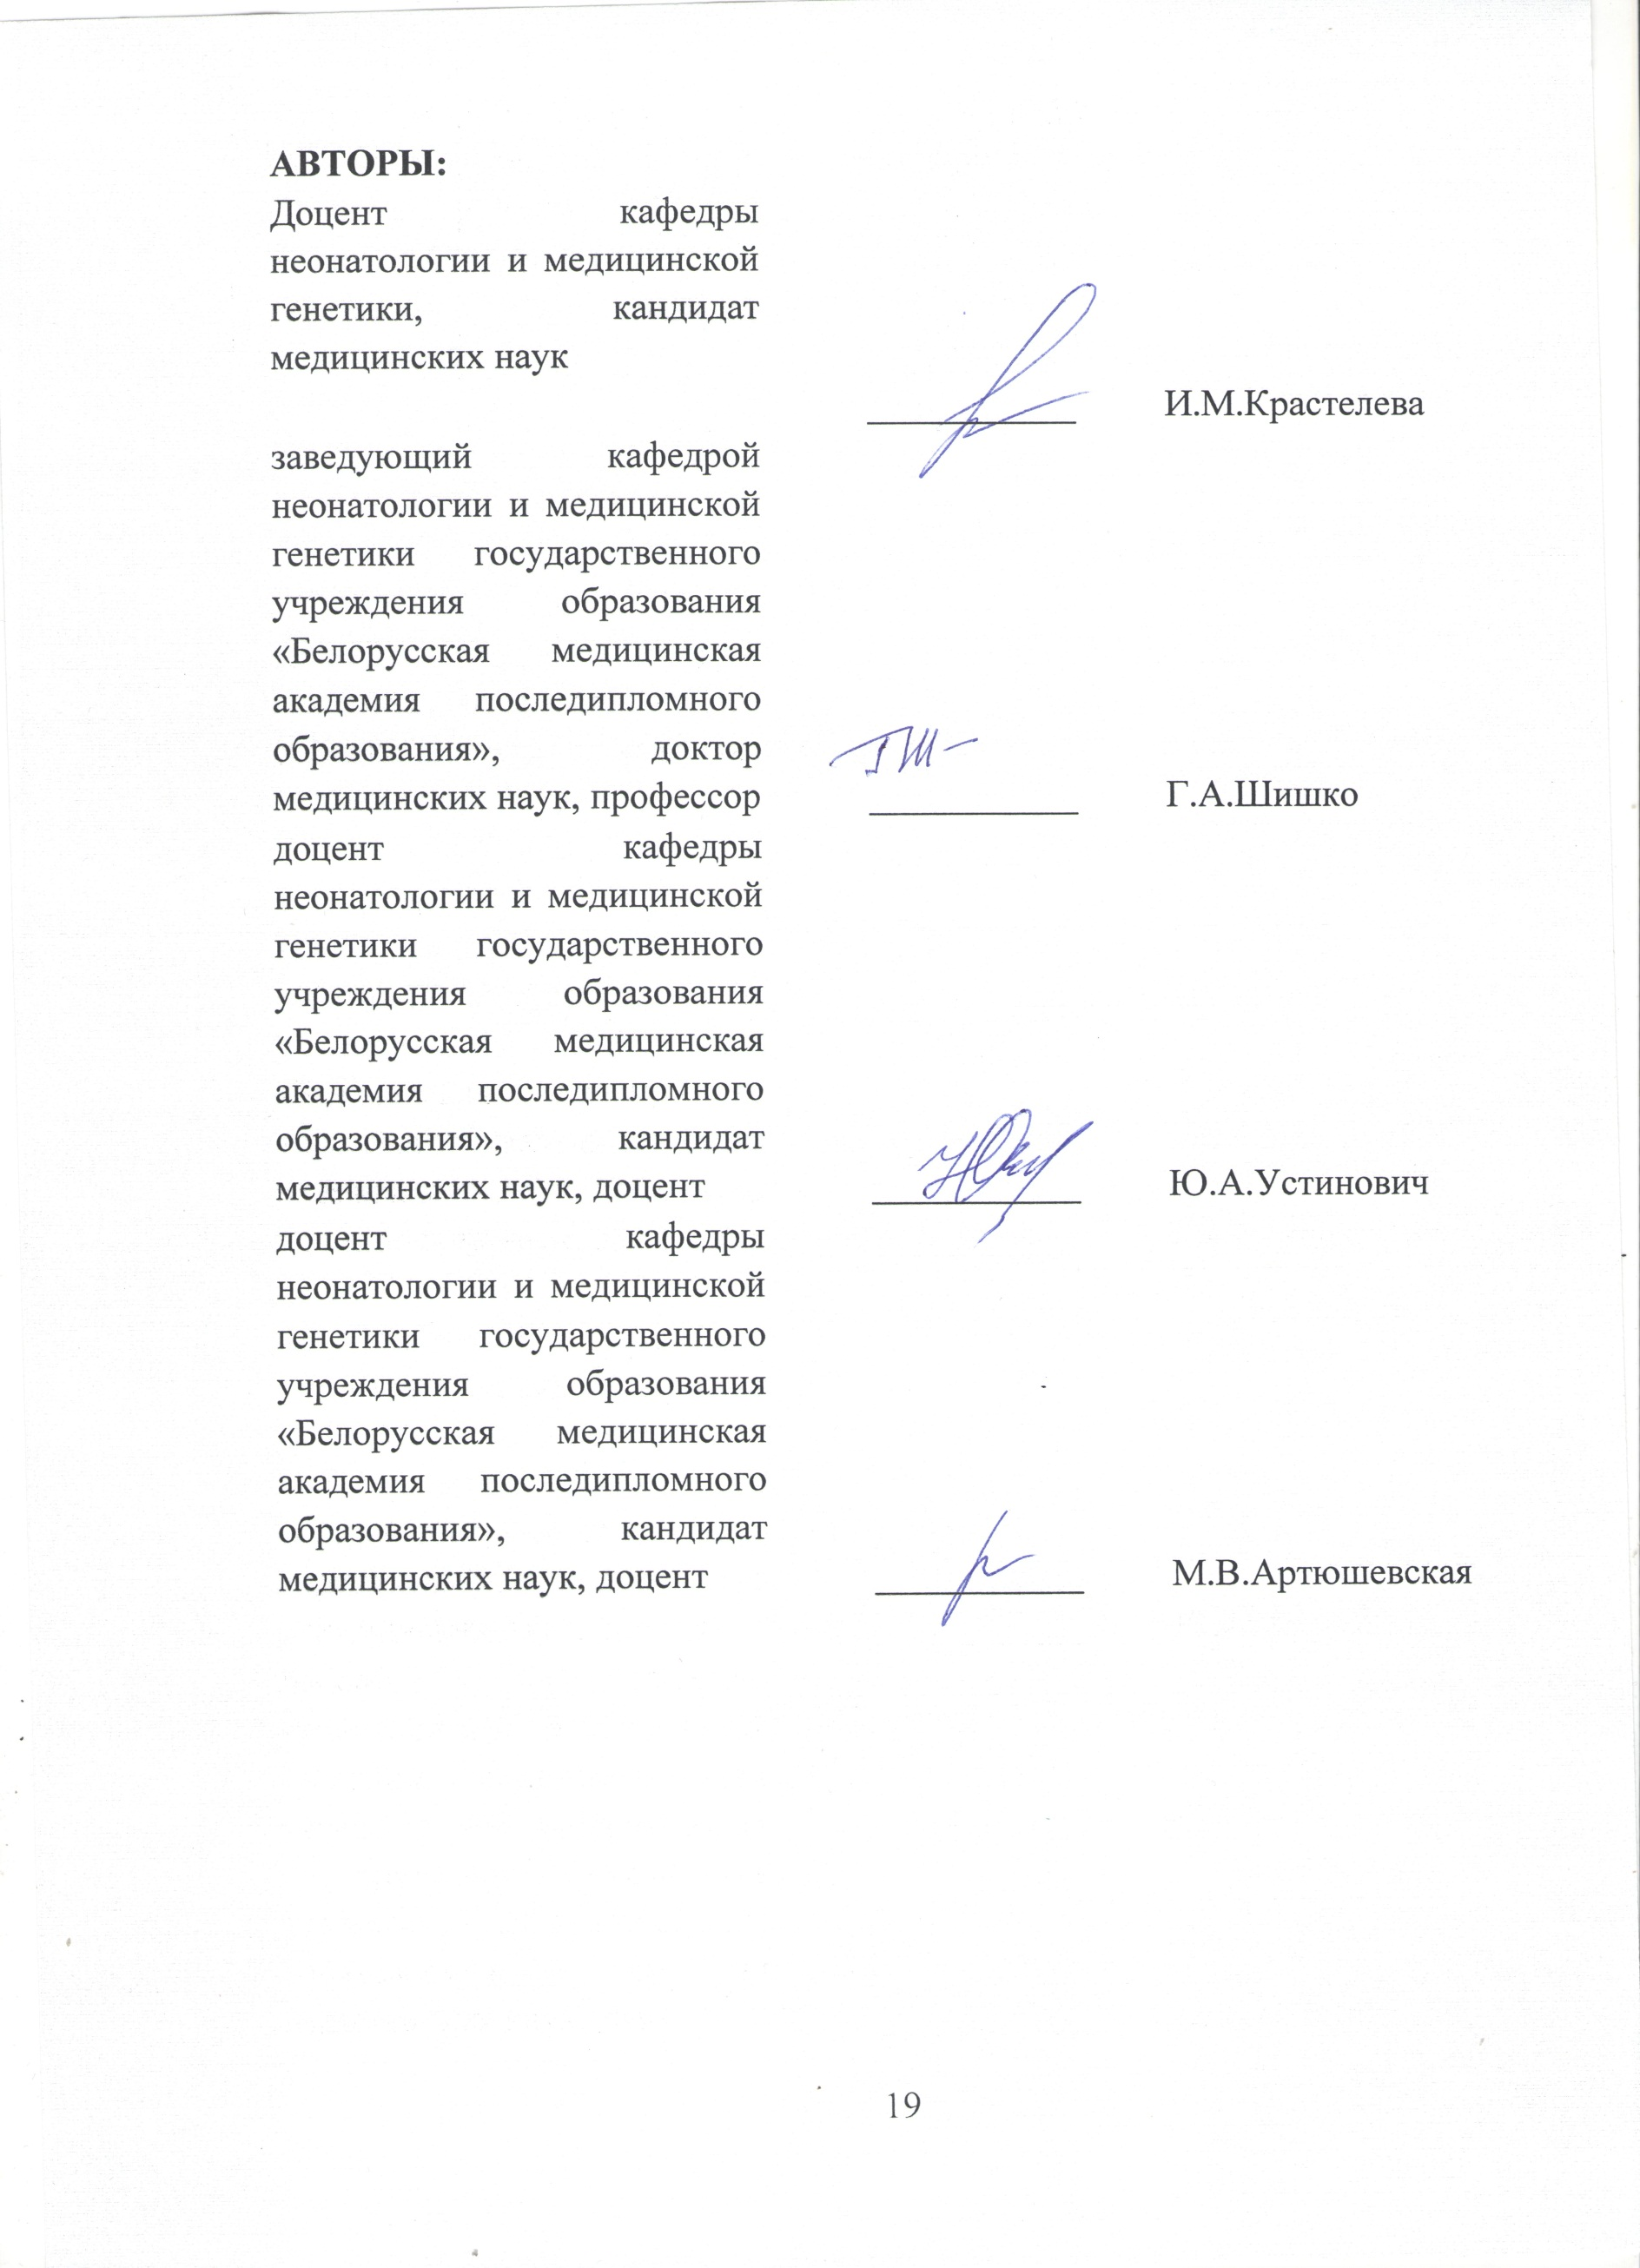 АВТОРЫ:
Доцент кафедры
неонатологии и медицинской
генетики, кандидат
медицинских наук
И.М.Крастелева
заведующий кафедрой
неонатологии и медицинской
генетики государственного
учреждения образования
«Белорусская медицинская
академия последипломного
образования», доктор
медицинских наук, профессор
Г.А.Шишко
доцент кафедры
неонатологии и медицинской
генетики государственного
учреждения образования
«Белорусская медицинская
академия последипломного
образования», кандидат
медицинских наук, доцент
Ю.А.Устинович
доцент кафедры
неонатологии и медицинской
генетики государственного
учреждения образования
«Белорусская медицинская
академия последипломного
образования», кандидат
медицинских наук, доцент
М.В.Артюшевская
19